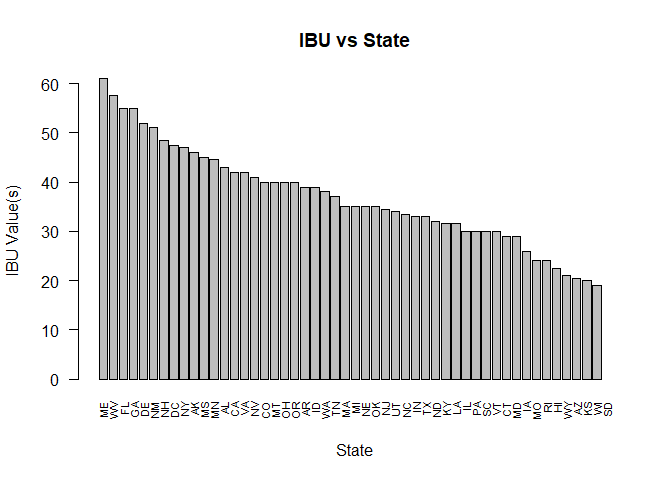 IBU vs State
IBU Value(s)
60
50
40
30
20
10
0
ME WV FL GA DE NM NH DC NY AK MS MN AL CA VA NV CO MT OH OR AR ID WA TN MA MI NE OK NJ UT NC IN TX ND KY LA IL PA SC VT CT MD IA MO RI HI WY AZ KS WI SD
State